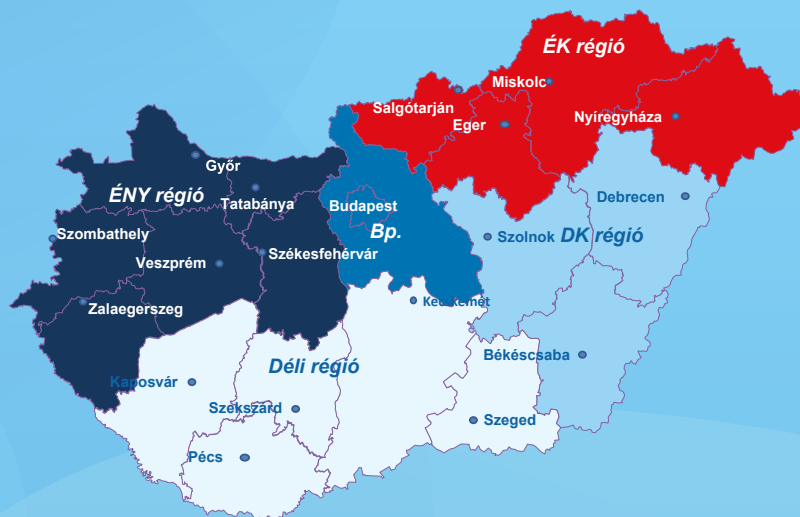 ÉK régió
Miskolc
Salgótarján
Eger
Nyíregyháza
Győr
ÉNY régió
Tatabánya
Budapest
Debrecen
Bp.
Szombathely
Szolnok
DK régió
Veszprém
Székesfehérvár
Zalaegerszeg
Kecskemét
Békéscsaba
Déli régió
Kaposvár
Szekszárd
Szeged
Pécs